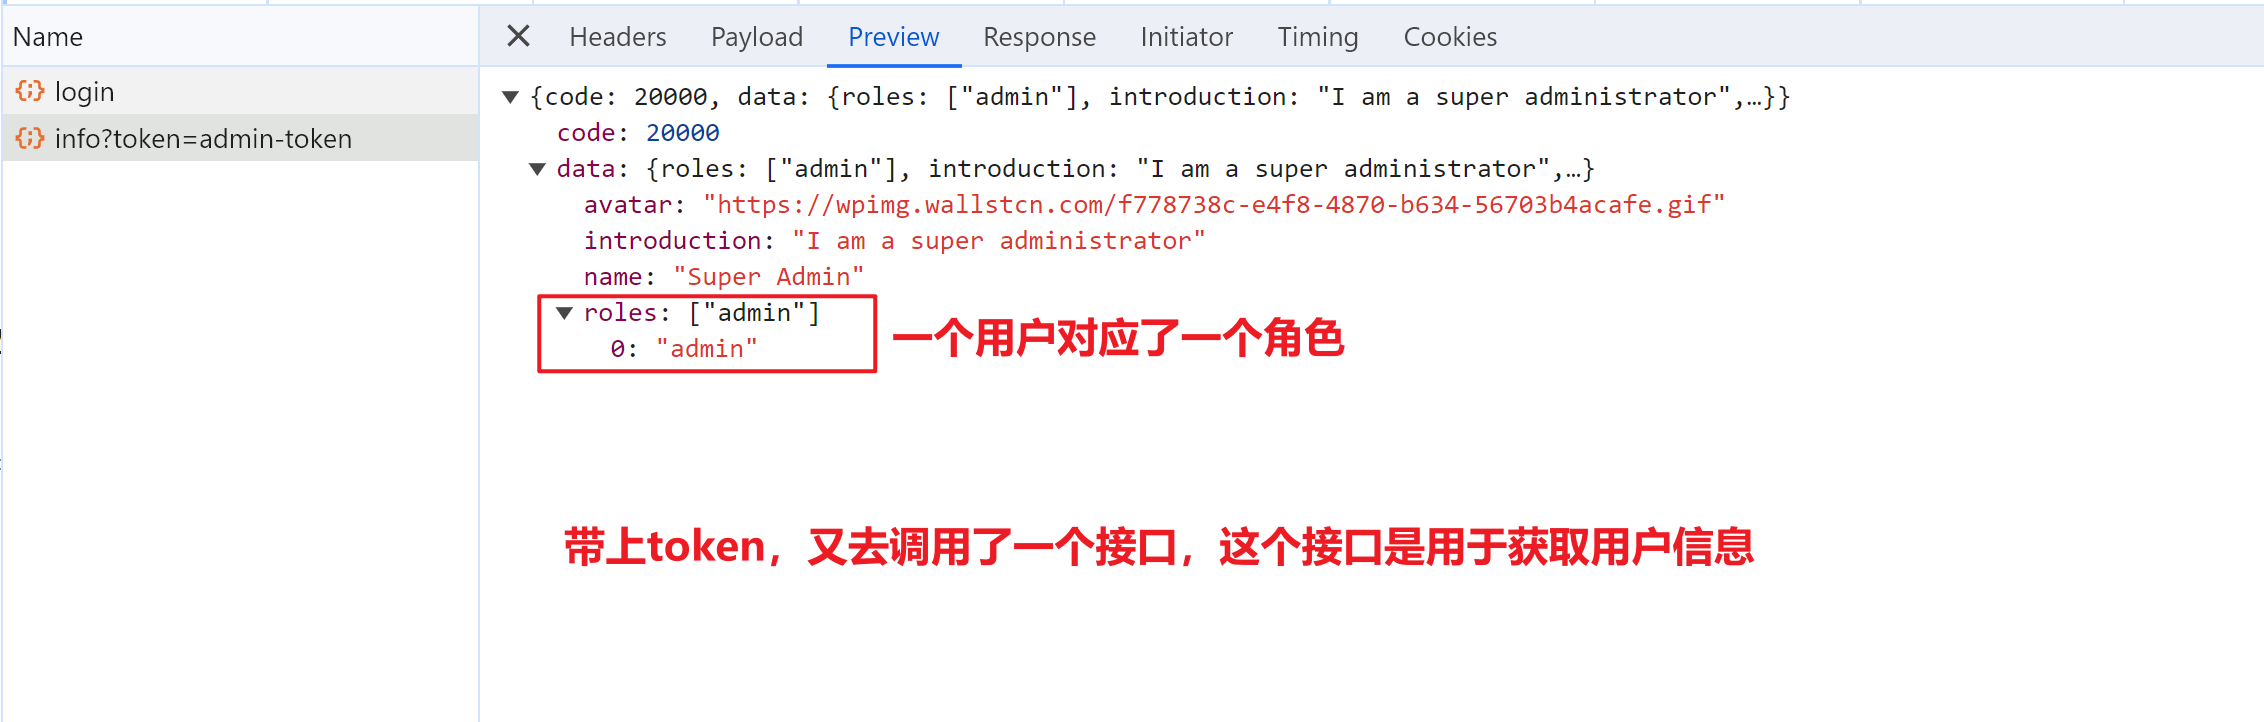 Name
Headers Payload Preview Response Initiator Timing Cookies
login
info?token=admin-token
{code: 20000, data: {roles: ["admin"], introduction: "I am a super administrator",…}}
code: 20000
data: {roles: ["admin"], introduction: "I am a super administrator",…}
avatar: "https://wpimg.wallstcn.com/f778738c-e4f8-4870-b634-56703b4acafe.gif"
introduction: "I am a super administrator"
name: "Super Admin"
roles: ["admin"]
0: "admin"
一个用户对应了一个角色
带上token，又去调用了一个接口，这个接口是用于获取用户信息